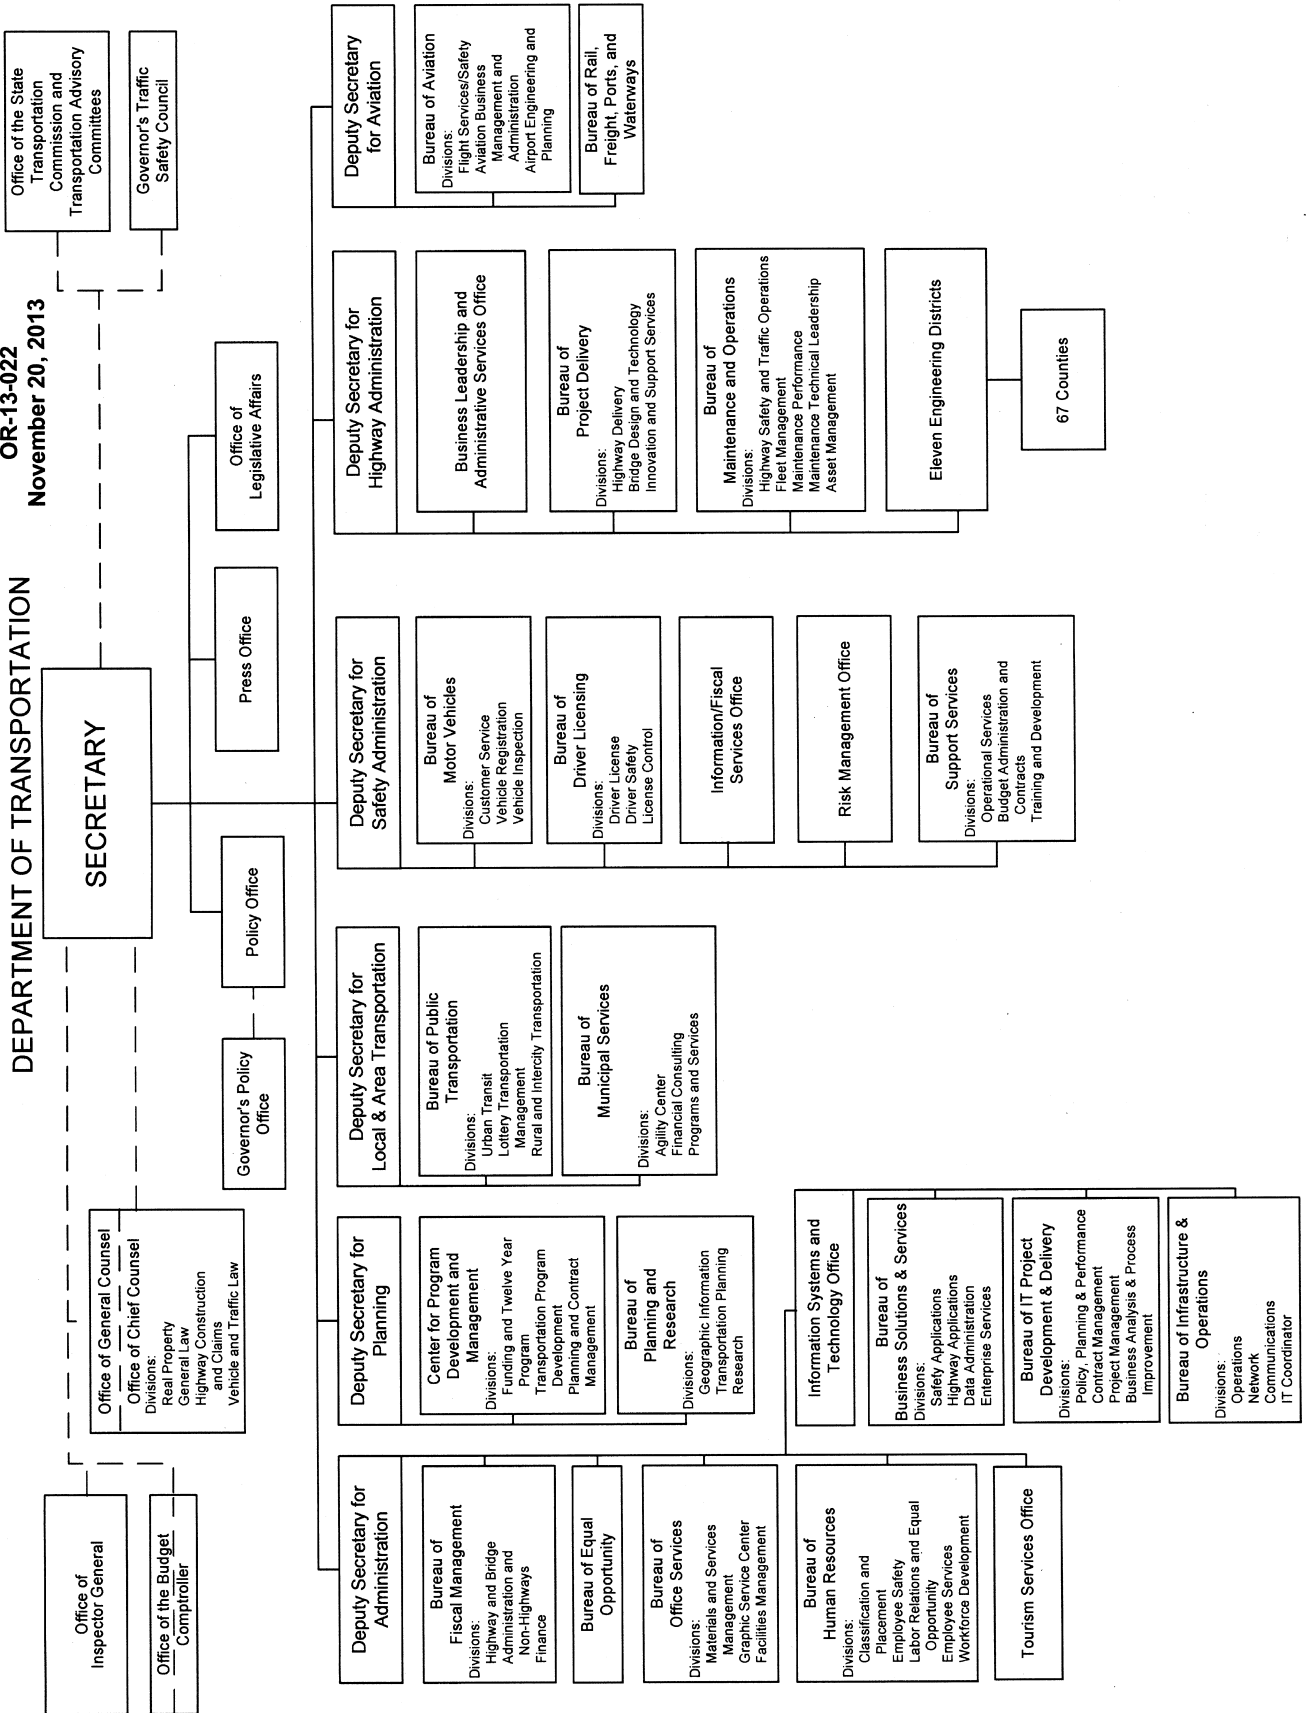 OR-13-022
November 20, 2013
DEPARTMENT OF TRANSPORTATION
SECRETARY
Office of the State
Transportation
Commission and
Transportation Advisory
Committees
Governor's Traffic
Safety Council
Office of
Inspector General
Office of the Budget
Comptroller
Office of General Counsel
Office of Chief Counsel
Divisions:
Real Property
General Law
Highway Construction
and Claims
Vehicle and Traffic Law
Governor's Policy
Office
Policy Office
Press Office
Office of
Legislative Affairs
Deputy Secretary for
Administration
Bureau of
Fiscal Management
Divisions:
Highway and Bridge
Administration and
Non-Highways
Finance
Bureau of Equal
Opportunity
Bureau of
Office Services
Divisions:
Materials and Services
Management
Graphic Service Center
Facilities Management
Bureau of
Human Resources
Divisions:
Classification and
Placement
Employee Safety
Labor Relations and Equal
Opportunity
Employee Services
Workforce Development
Tourism Services Office
Information Systems and
Technology Office
Bureau of
Business Solutions & Services
Divisions:
Safety Applications
Highway Applications
Data Administration
Enterprise Services
Bureau of IT Project
Development & Delivery
Divisions:
Policy, Planning & Performance
Contract Management
Project Management
Business Analysis & Process
Improvement
Bureau of Infrastructure &
Operations
Divisions:
Operations
Network
Communications
IT Coordinator
Deputy Secretary for
Planning
Center for Program
Development and
Management
Divisions:
Funding and Twelve Year
Program
Transportation Program
Development
Planning and Contract
Management
Bureau of
Planning and
Research
Divisions:
Geographic Information
Transportation Planning
Research
Deputy Secretary for
Local & Area Transportation
Bureau of Public
Transportation
Divisions:
Urban Transit
Lottery Transportation
Management
Rural and Intercity Transportation
Bureau of
Municipal Services
Divisions:
Agility Center
Financial Consulting
Programs and Services
Deputy Secretary for
Safety Administration
Bureau of
Motor Vehicles
Divisions:
Customer Service
Vehicle Registration
Vehicle Inspection
Bureau of
Driver Licensing
Divisions:
Driver License
Driver Safety
License Control
Information/Fiscal
Services Office
Risk Management Office
Bureau of
Support Services
Divisions:
Operational Services
Budget Administration and
Contracts
Training and Development
Deputy Secretary for
Highway Administration
Business Leadership and
Administrative Services Office
Bureau of
Project Delivery
Divisions:
Highway Delivery
Bridge Design and Technology
Innovation and Support Services
Bureau of
Maintenance and Operations
Divisions:
Highway Safety and Traffic Operations
Fleet Management
Maintenance Performance
Maintenance Technical Leadership
Asset Management
Eleven Engineering Districts
67 Counties
Deputy Secretary
for Aviation
Bureau of Aviation
Divisions:
Flight Services/Safety
Aviation Business
Management and
Administration
Airport Engineering and
Planning
Bureau of Rail,
Freight, Ports, and
Waterways